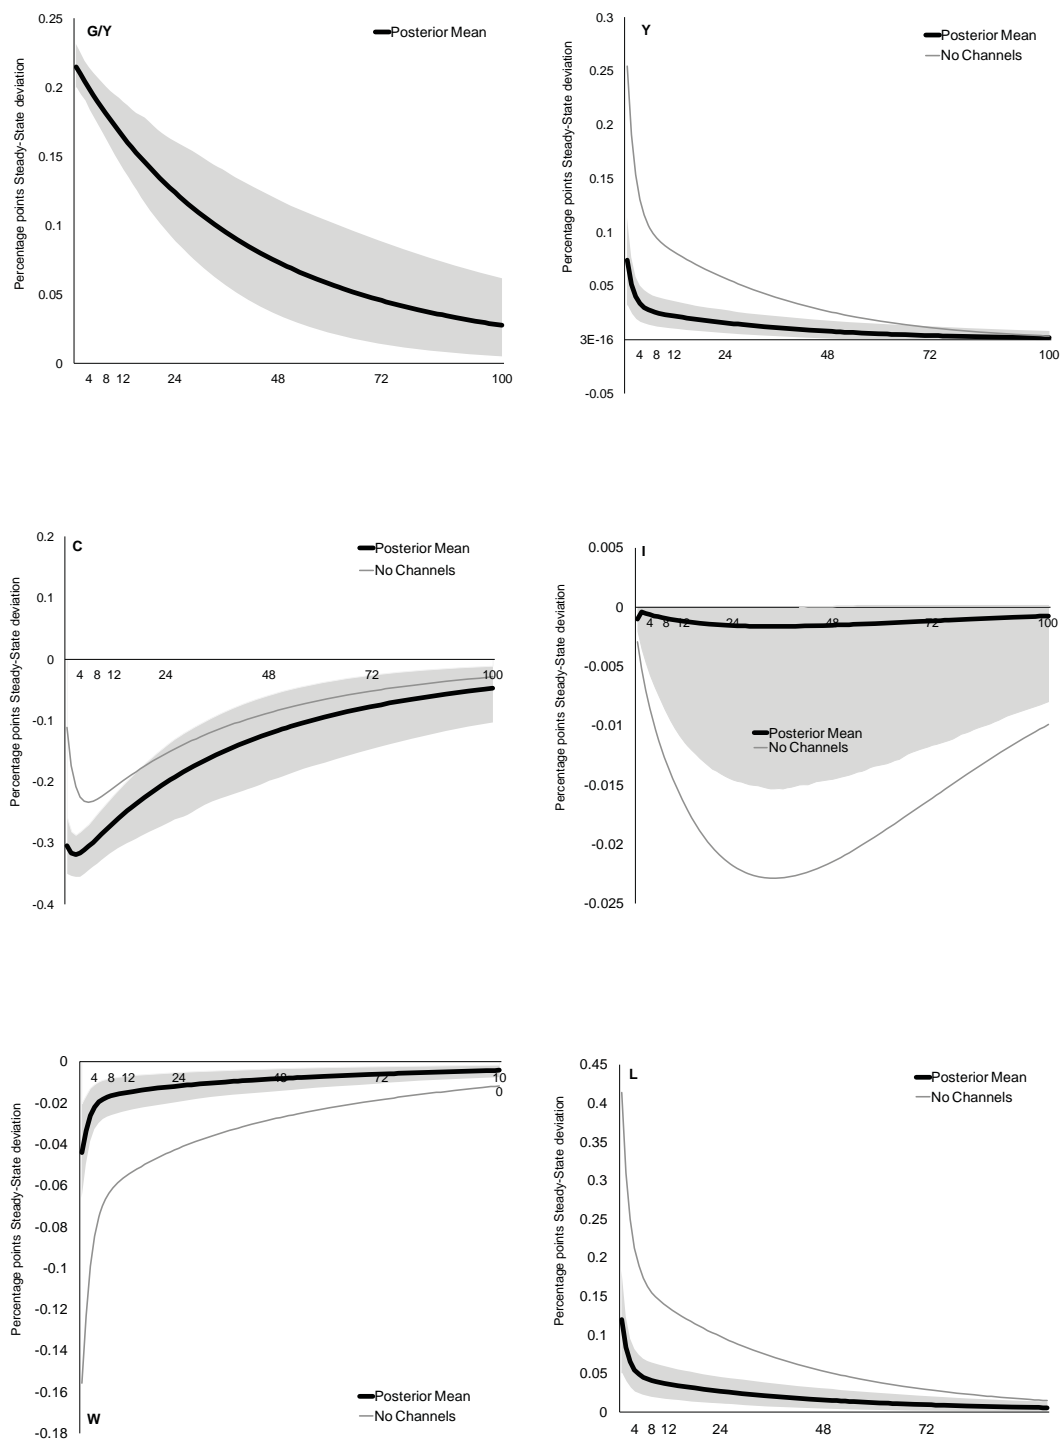 G/Y
Posterior Mean
Percentage points Steady-State deviation
0.25
0.2
0.15
0.1
0.05
0
4 8 12 24 48 72 100
Y
Posterior Mean
No Channels
Percentage points Steady-State deviation
0.3
0.25
0.2
0.15
0.1
0.05
3E-16
-0.05
4 8 12 24 48 72 100
C
Posterior Mean
No Channels
Percentage points Steady-State deviation
0.2
0.1
0
-0.1
-0.2
-0.3
-0.4
4 8 12 24 48 72 100
I
Posterior Mean
No Channels
Percentage points Steady-State deviation
0.005
0
-0.005
-0.01
-0.015
-0.02
-0.025
4 8 12 24 48 72 100
W
Posterior Mean
No Channels
Percentage points Steady-State deviation
0
-0.02
-0.04
-0.06
-0.08
-0.1
-0.12
-0.14
-0.16
-0.18
4 8 12 24 48 72 10
0
L
Posterior Mean
No Channels
Percentage points Steady-State deviation
0.45
0.4
0.35
0.3
0.25
0.2
0.15
0.1
0.05
0
4 8 12 24 48 72